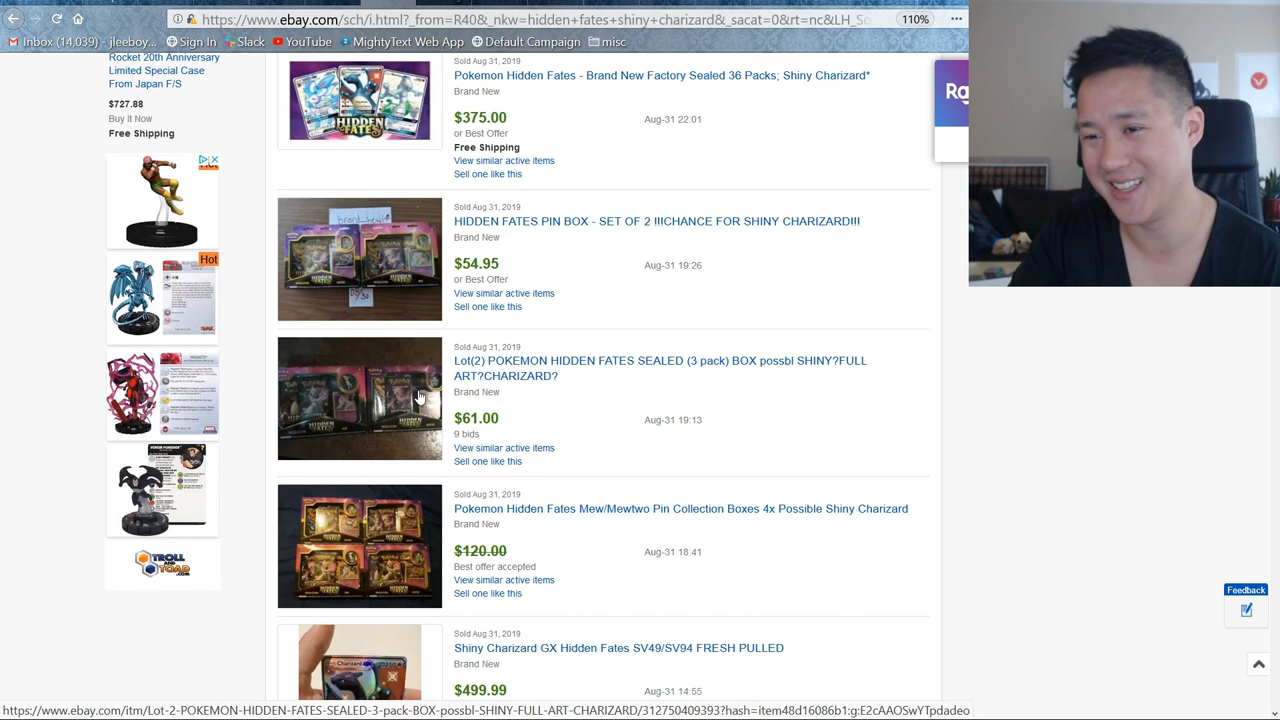 https://www.ebay.com/sch/i.html?_from=R40&_nkw=hidden+fates+shiny+charizard&_sacat=0&rt=nc&LH_So
110%
Inbox (14,039) - jleeboy...
Sign In
Slack
YouTube
MightyText Web App
Default Campaign
misc
Rocket 20th Anniversary
Limited Special Case
From Japan F/S
$727.88
Buy It Now
Free Shipping
Hot
TROLL
AND
TOAD
.COM
HIDDEN
FATES
Sold Aug 31, 2019
Pokemon Hidden Fates - Brand New Factory Sealed 36 Packs; Shiny Charizard*
Brand New
$375.00
Aug-31 22:01
or Best Offer
Free Shipping
View similar active items
Sell one like this
Sold Aug 31, 2019
HIDDEN FATES PIN BOX - SET OF 2 !!!CHANCE FOR SHINY CHARIZARD!!!
Brand New
$54.95
Aug-31 19:26
or Best Offer
View similar active items
Sell one like this
Sold Aug 31, 2019
Lot(2) POKEMON HIDDEN FATES SEALED (3 pack) BOX possbl SHINY?FULL
ART?CHARIZARD?
Brand New
$61.00
Aug-31 19:13
9 bids
View similar active items
Sell one like this
Sold Aug 31, 2019
Pokemon Hidden Fates Mew/Mewtwo Pin Collection Boxes 4x Possible Shiny Charizard
Brand New
$120.00
Aug-31 18:41
Best offer accepted
View similar active items
Sell one like this
Sold Aug 31, 2019
Shiny Charizard GX Hidden Fates SV49/SV94 FRESH PULLED
Brand New
$499.99
Aug-31 14:55
Feedback
https://www.ebay.com/itm/Lot-2-POKEMON-HIDDEN-FATES-SEALED-3-pack-BOX-possbl-SHINY-FULL-ART-CHARIZARD/312750409393?hash=item48d16086b1:g:E2cAAOSwYTpdadeo